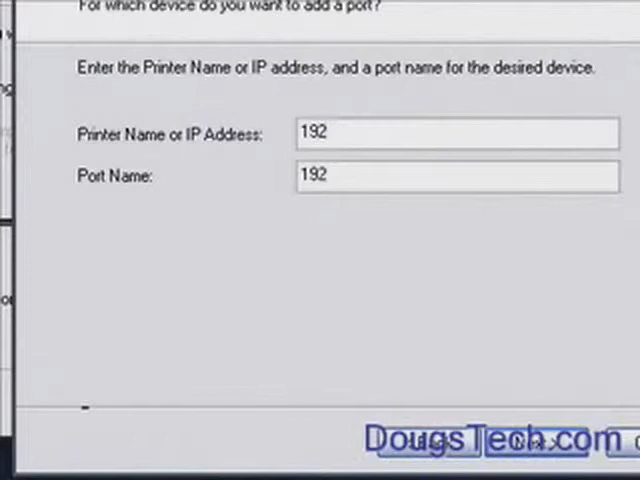 For which device do you want to add a port?
Enter the Printer Name or IP address, and a port name for the desired device.
Printer Name or IP Address:
192
Port Name:
192
DougsTech.com